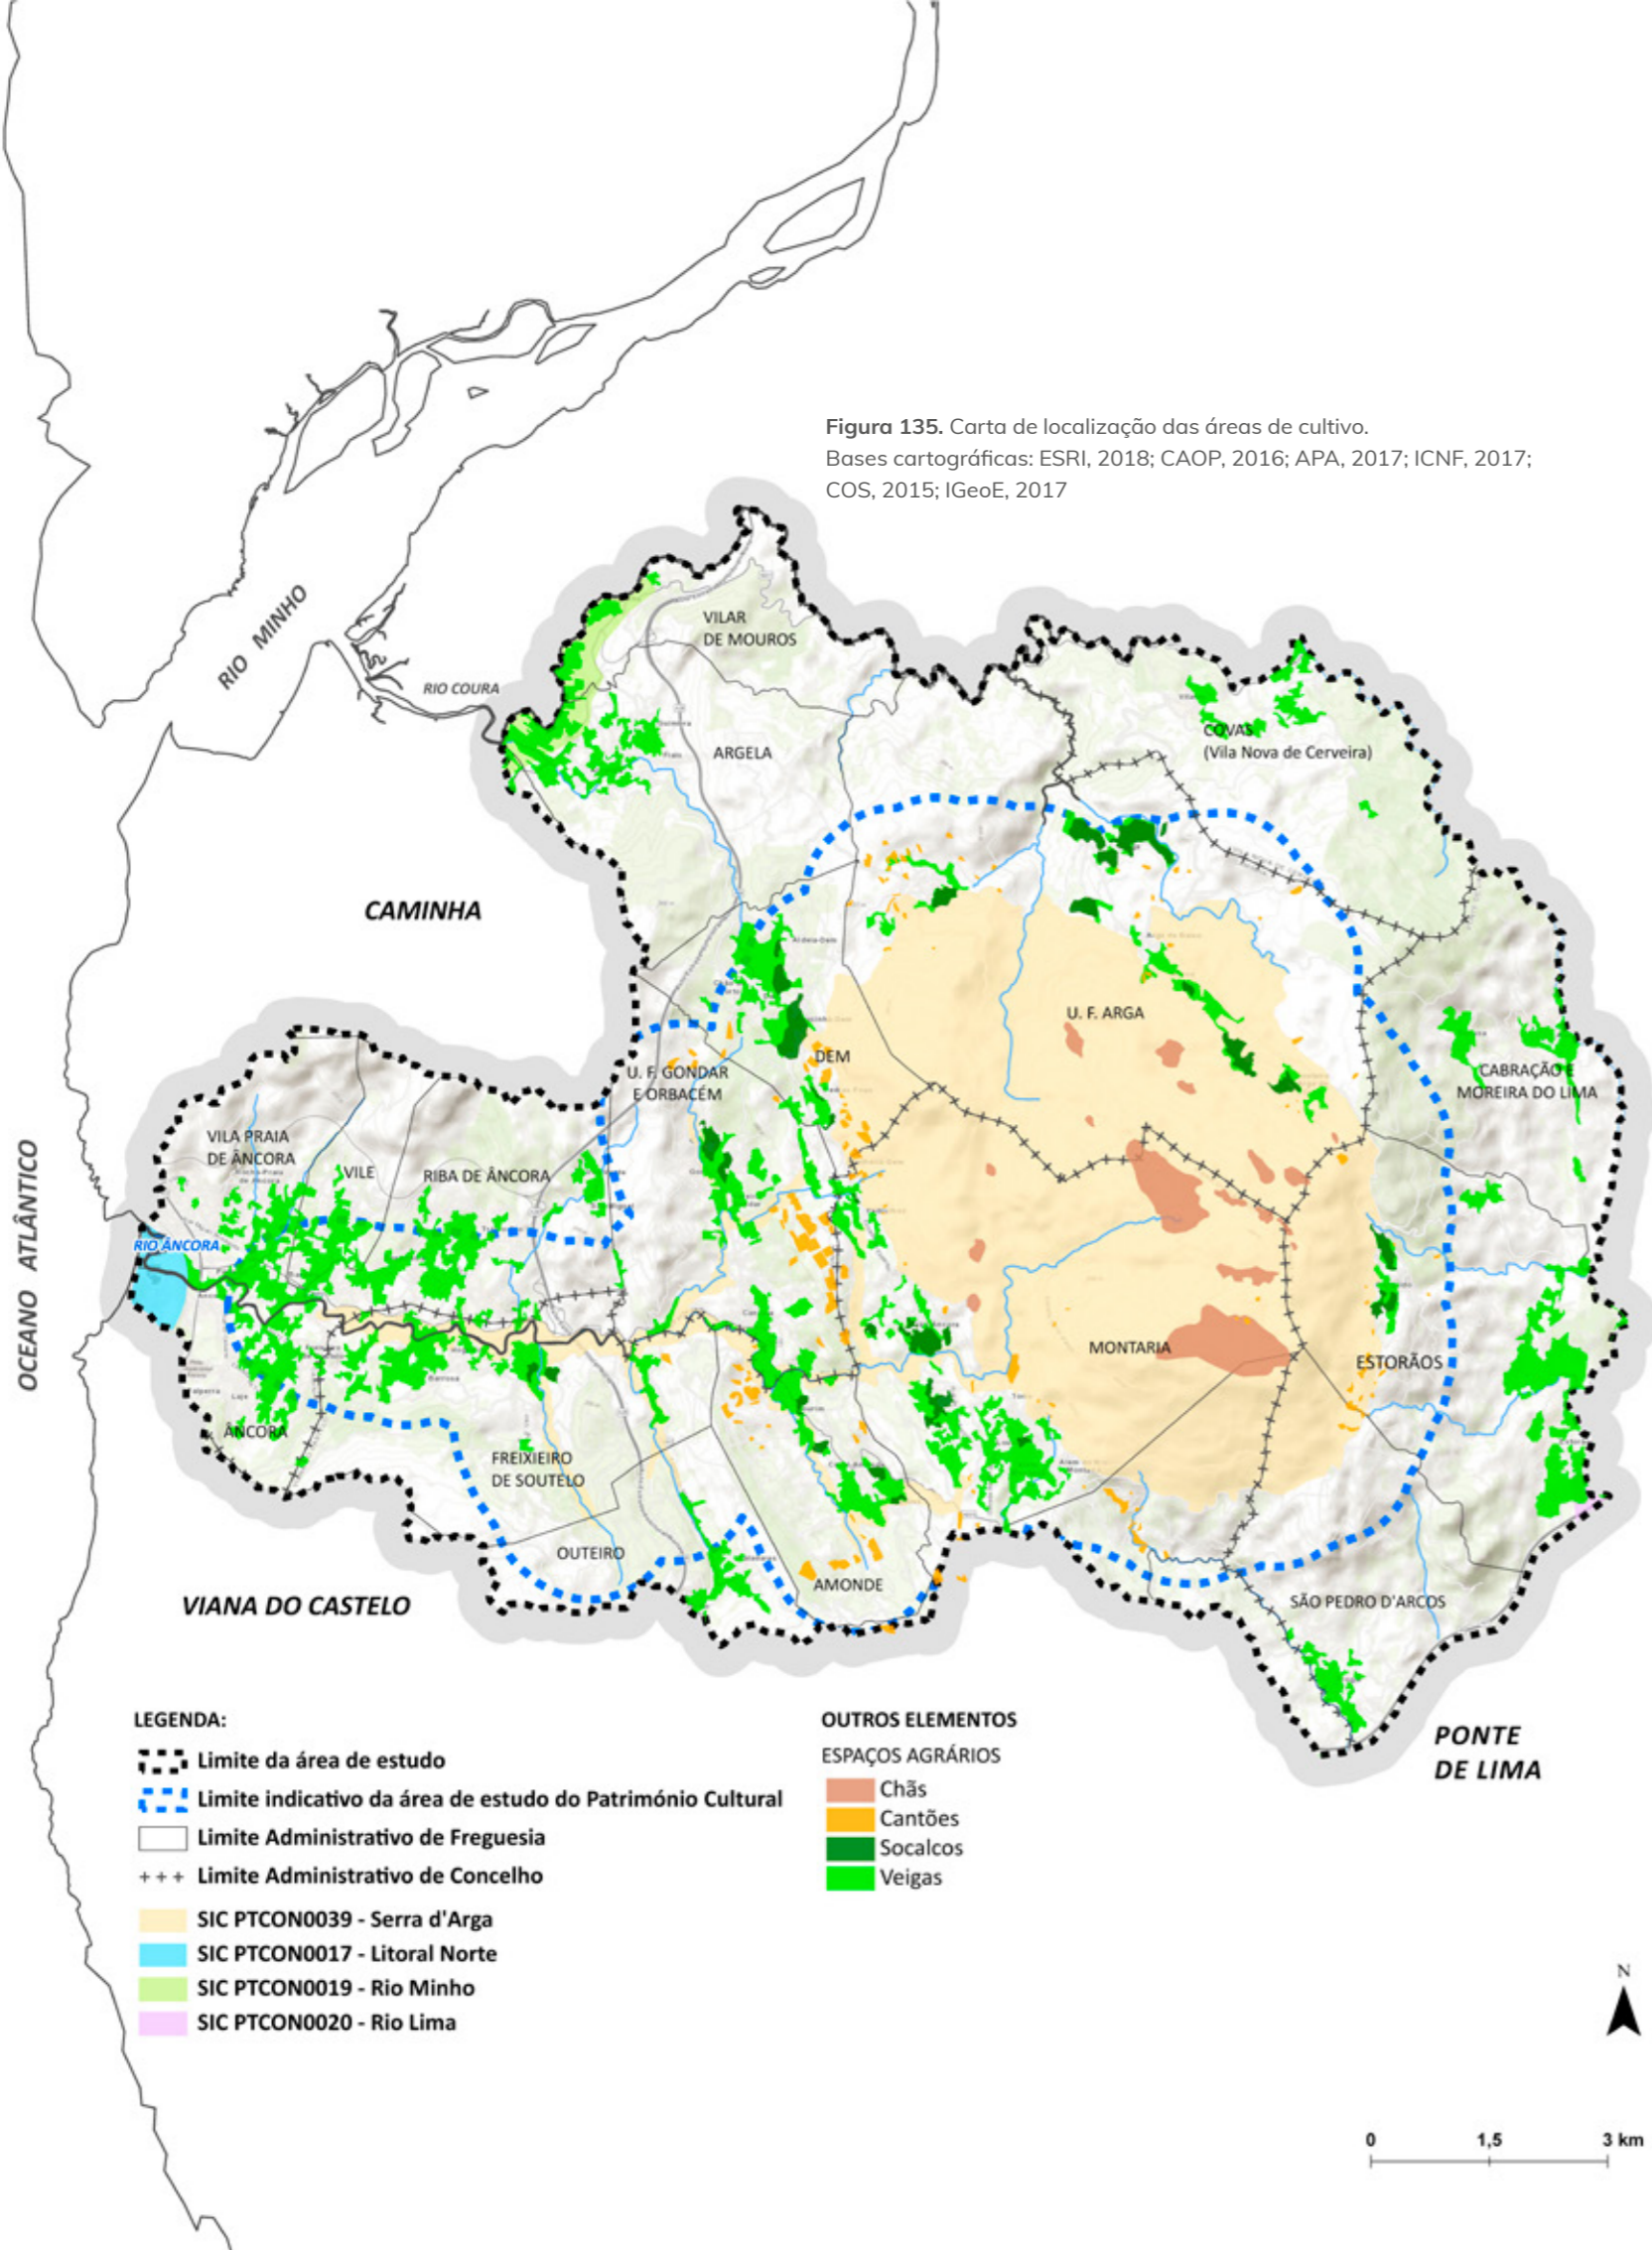 Figura 135. Carta de localização das áreas de cultivo.
Bases cartográficas: ESRI, 2018; CAOP, 2016; APA, 2017; ICNF, 2017;
COS, 2015; IGeoE, 2017
RIO MINHO
RIO COURA
VILAR
DE MOUROS
ARGELA
COVAS
(Vila Nova de Cerveira)
CAMINHA
U. F. ARGA
DEM
U. F. GONDAR
E ORBACÉM
CABRAÇÃO E
MOREIRA DO LIMA
VILA PRAIA
DE ÂNCORA
VILE
RIBA DE ÂNCORA
RIO ÂNCORA
OCEANO ATLÂNTICO
MONTARIA
ESTORÃOS
ÂNCORA
FREIXIEIRO
DE SOUTELO
OUTEIRO
AMONDE
SÃO PEDRO D'ARCOS
VIANA DO CASTELO
PONTE
DE LIMA
LEGENDA:
Limite da área de estudo
Limite indicativo da área de estudo do Património Cultural
Limite Administrativo de Freguesia
Limite Administrativo de Concelho
SIC PTCON0039 - Serra d'Arga
SIC PTCON0017 - Litoral Norte
SIC PTCON0019 - Rio Minho
SIC PTCON0020 - Rio Lima
OUTROS ELEMENTOS
ESPAÇOS AGRÁRIOS
Chãs
Cantões
Socalcos
Veigas
N
0 1,5 3 km